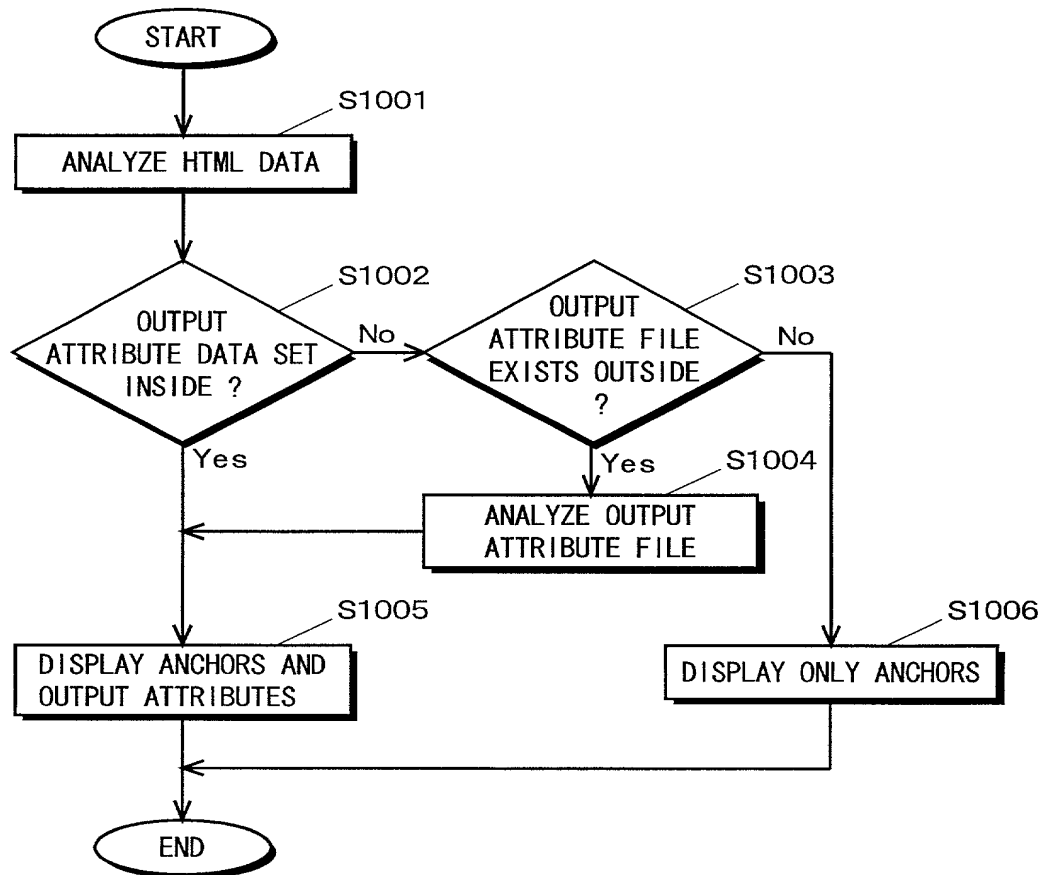 START
S1001
ANALYZE HTML DATA
S1002
OUTPUT
ATTRIBUTE DATA SET
INSIDE ?
No
Yes
S1003
OUTPUT
ATTRIBUTE FILE
EXISTS OUTSIDE
?
No
Yes
S1004
ANALYZE OUTPUT
ATTRIBUTE FILE
S1005
DISPLAY ANCHORS AND
OUTPUT ATTRIBUTES
S1006
DISPLAY ONLY ANCHORS
END